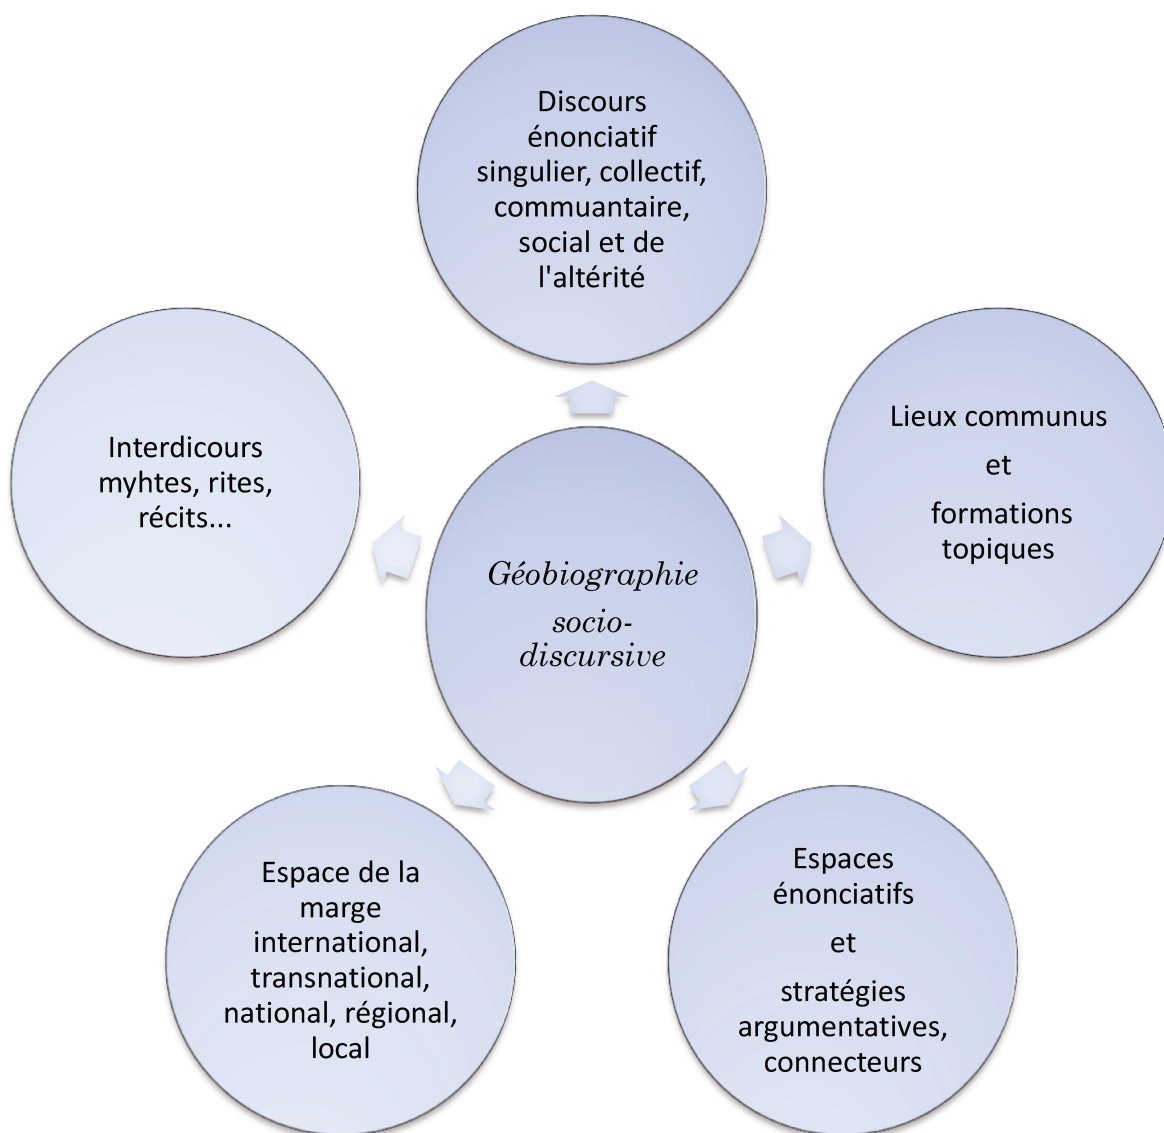 Discours
énonciatif
singulier, collectif,
commuantaire,
social et de
l'altérité
Interdicours
myhtes, rites,
récits...
Lieux communus
et
formations
topiques
Géobiographie
socio-
discursive
Espace de la
marge
international,
transnational,
national, régional,
local
Espaces
énonciatifs
et
stratégies
argumentatives,
connecteurs